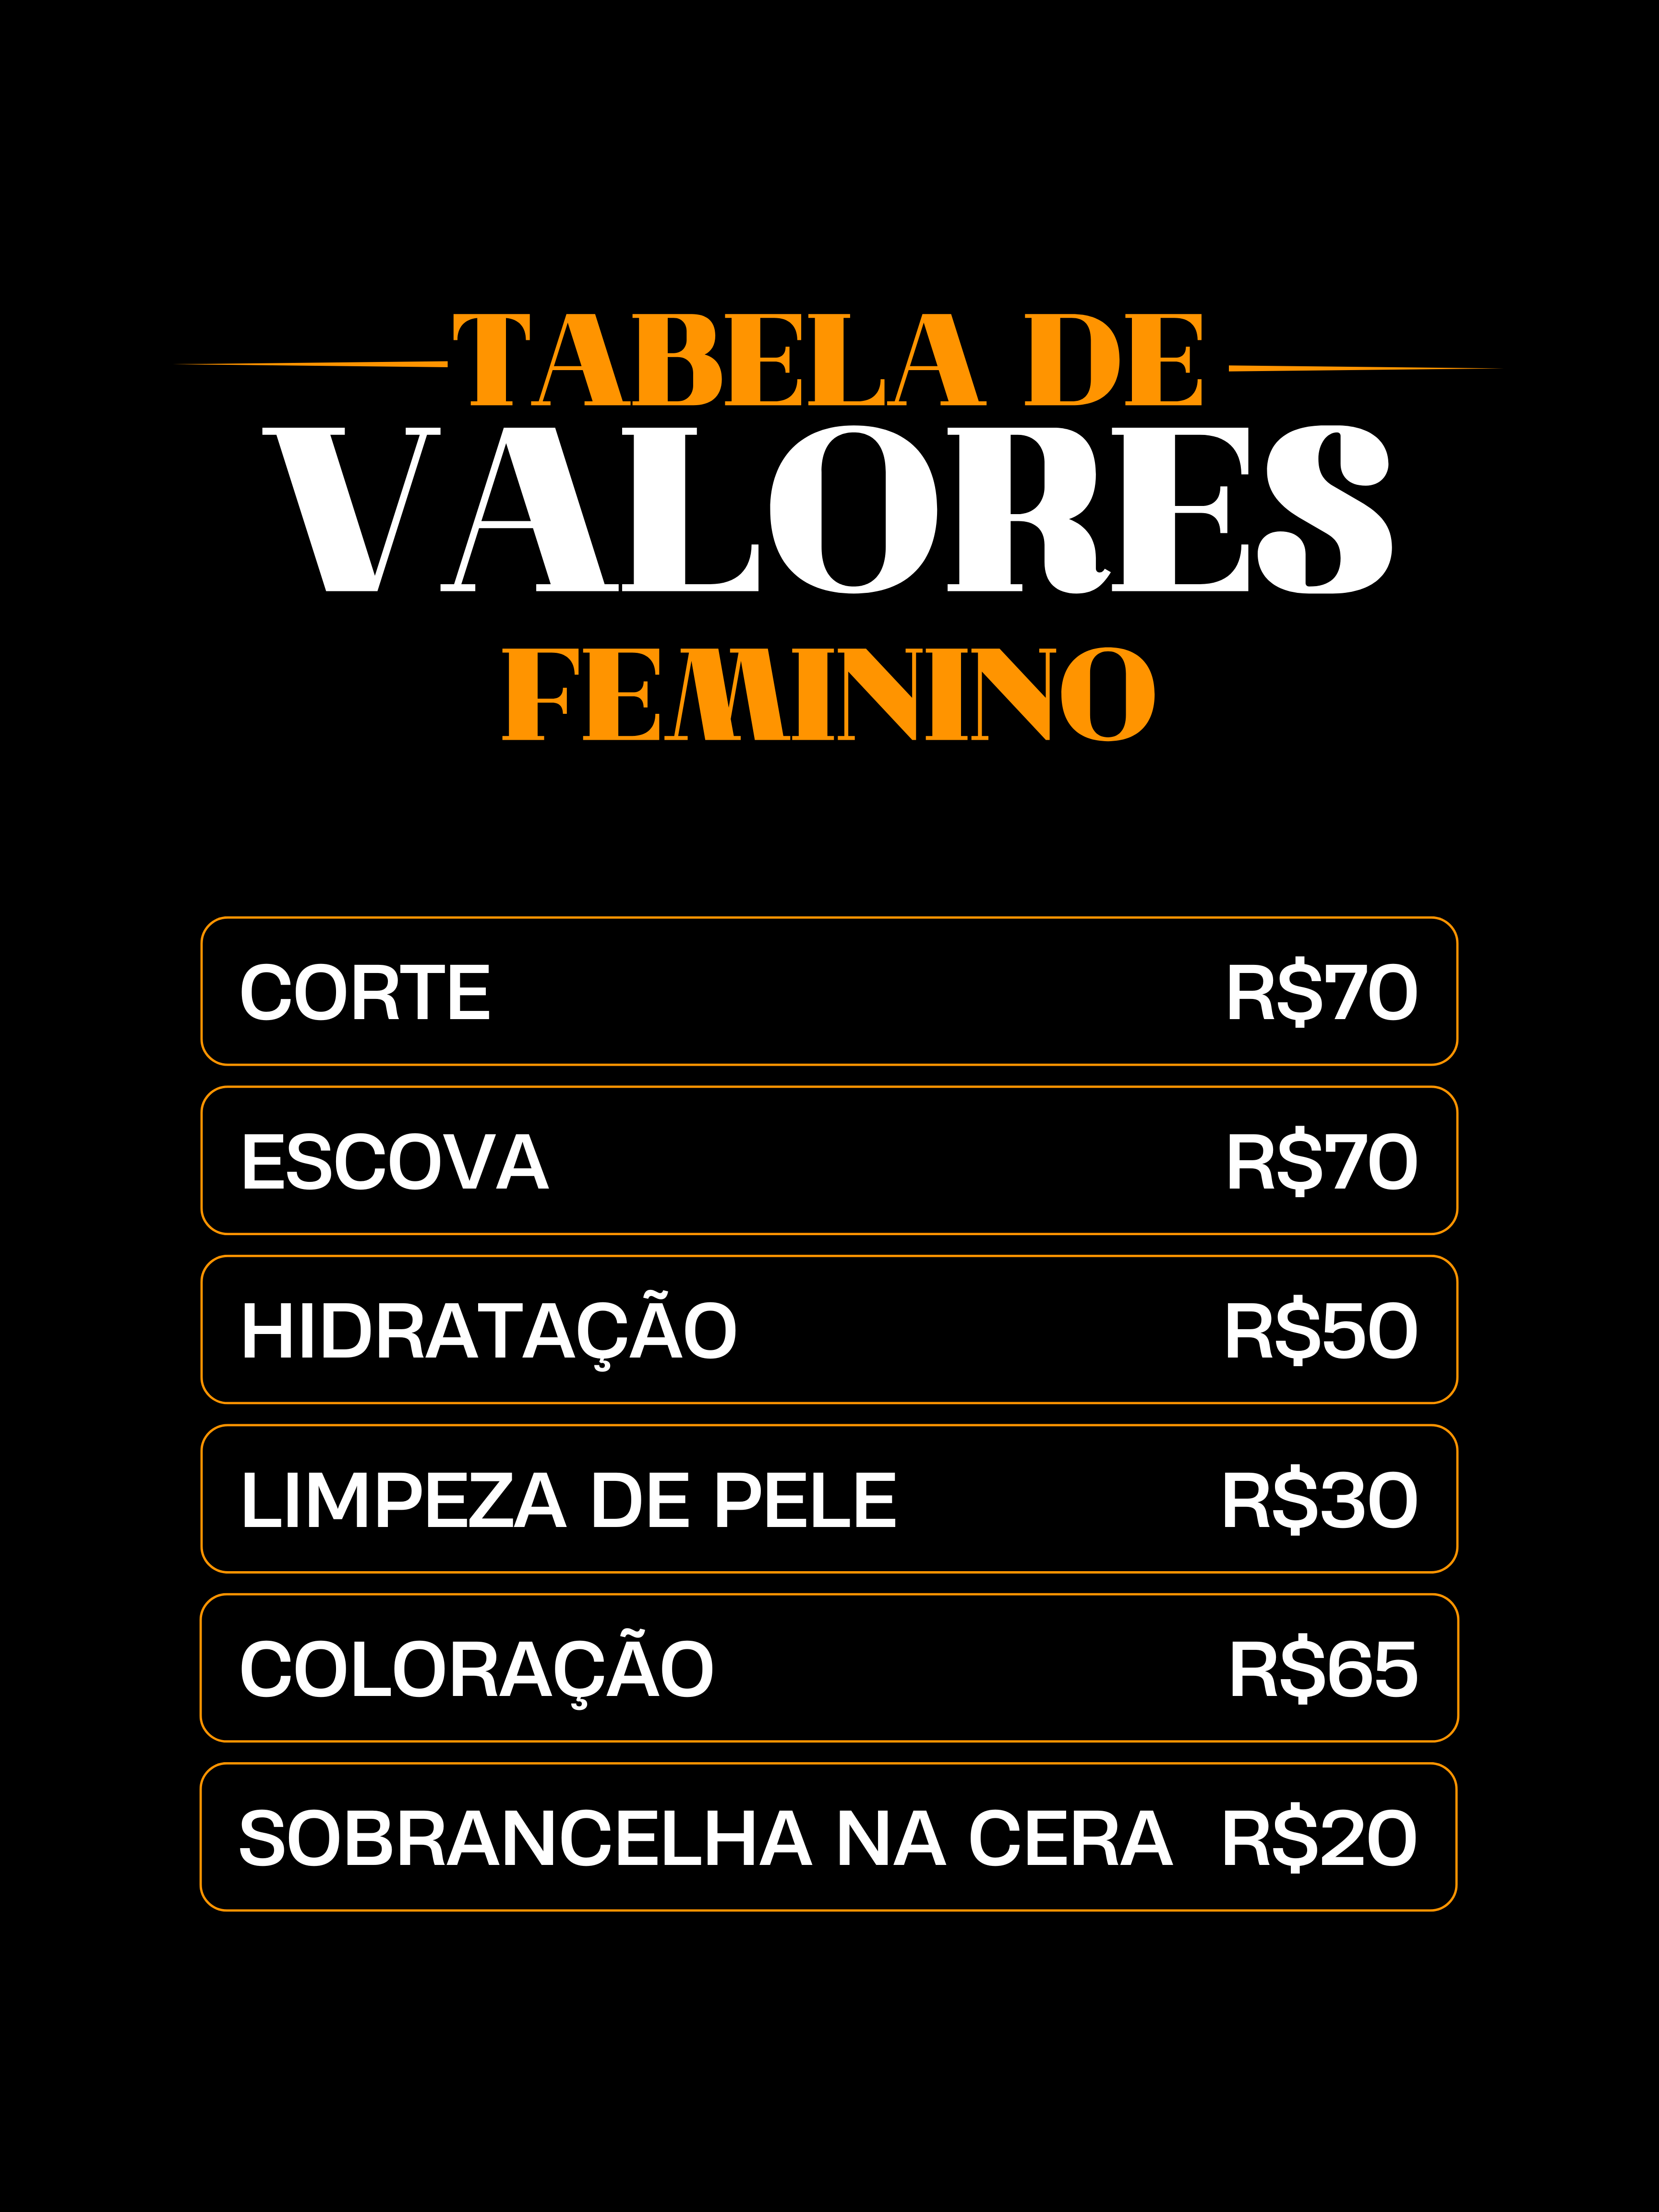 TABELA DE
VALORES
FEMININO
CORTE R$70
ESCOVA R$70
HIDRATAÇÃO R$50
LIMPEZA DE PELE R$30
COLORAÇÃO R$65
SOBRANCELHA NA CERA R$20